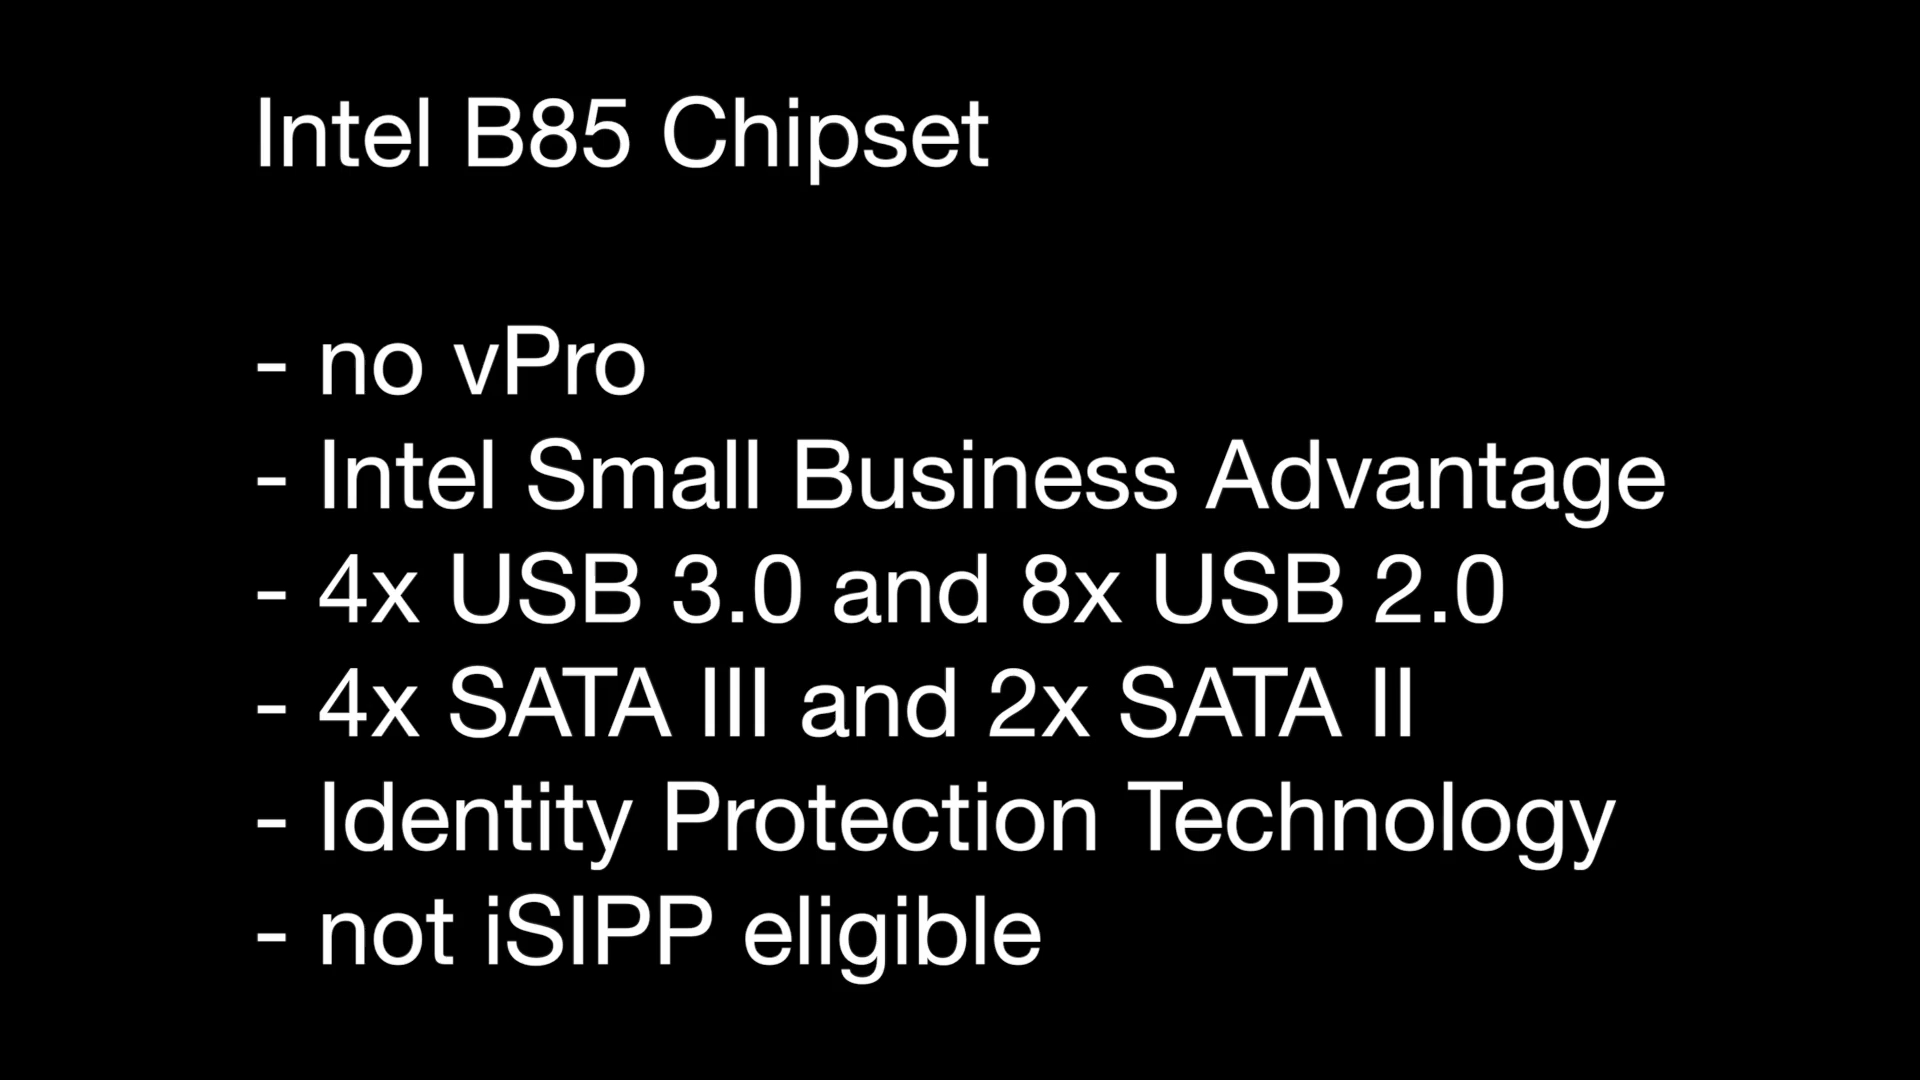 Intel B85 Chipset
- no vPro
- Intel Small Business Advantage
- 4x USB 3.0 and 8x USB 2.0
- 4x SATA III and 2x SATA II
- Identity Protection Technology
- not iSIPP eligible